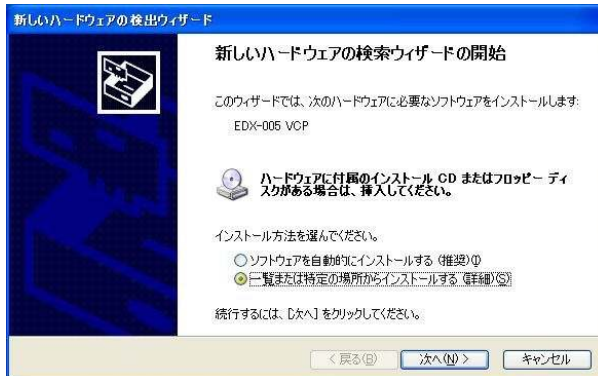 新しいハードウェアの検出ウィザード
新しいハードウェアの検索ウィザードの開始
このウィザードでは、次のハードウェアに必要なソフトウェアをインストールします:
EDX-005 VCP
ハードウェアに付属のインストール CD またはフロッピー ディ
スクがある場合は、挿入してください。
インストール方法を選んでください。
ソフトウェアを自動的にインストールする (推奨)(I)
一覧または特定の場所からインストールする (詳細)(S)
続行するには、[次へ] をクリックしてください。
< 戻る(B) 次へ(N) > キャンセル